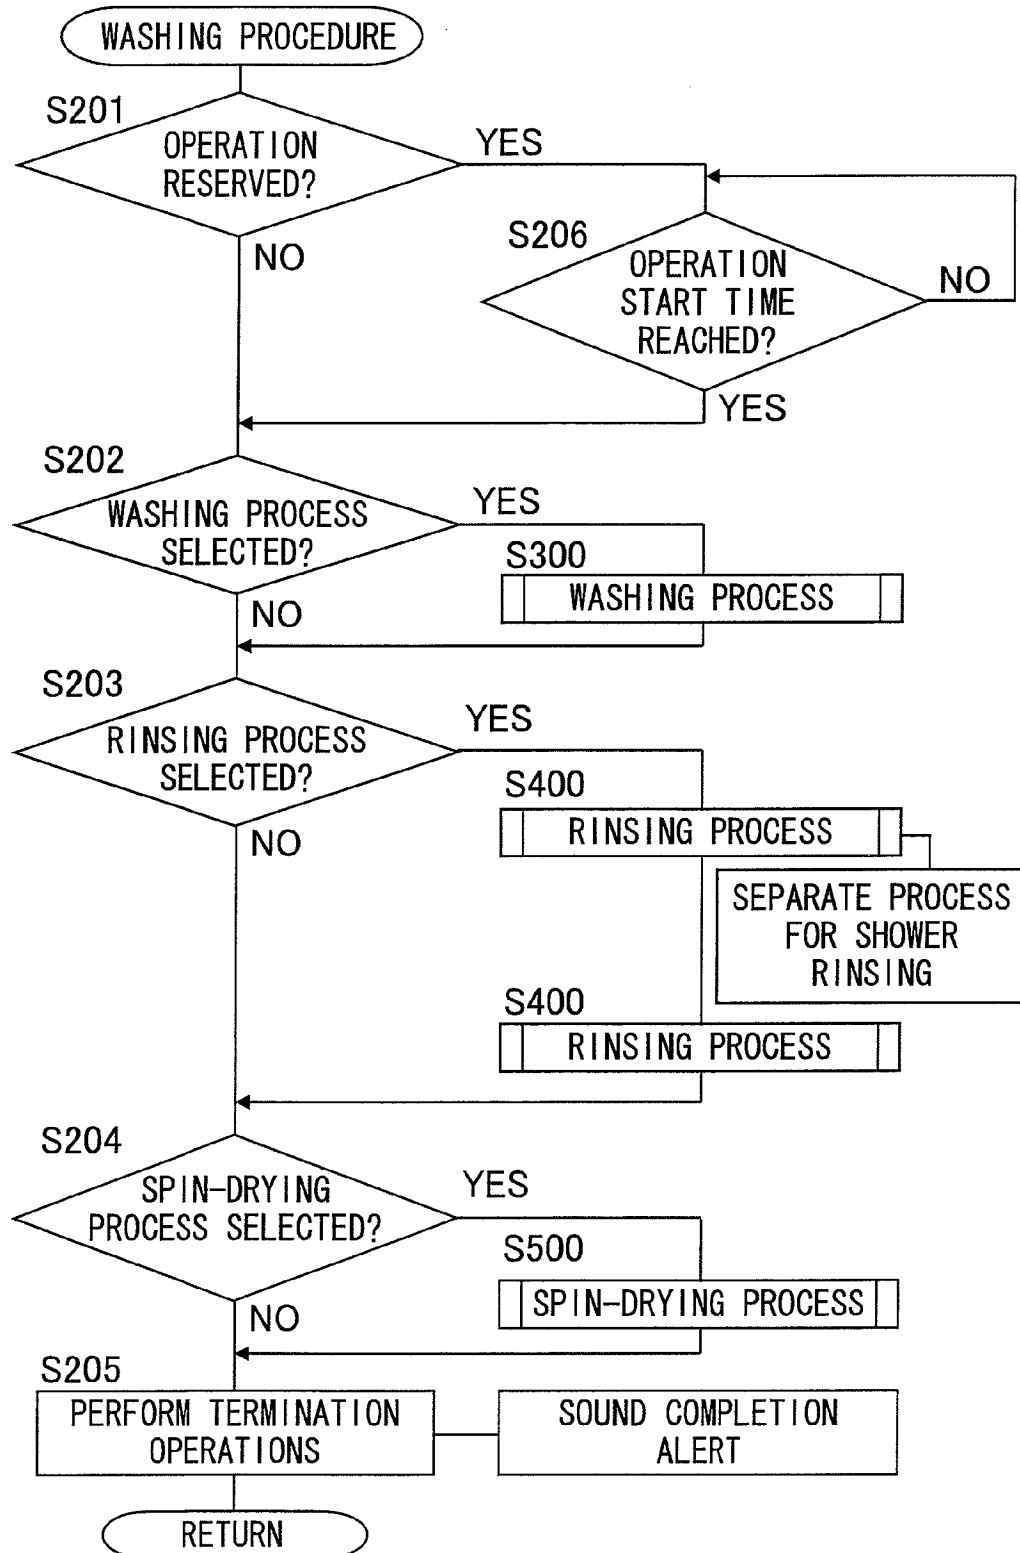 WASHING PROCEDURE
S201
OPERATION
RESERVED?
YES
NO
S206
OPERATION
START TIME
REACHED?
NO
YES
S202
WASHING PROCESS
SELECTED?
YES
NO
S300
WASHING PROCESS
S203
RINSING PROCESS
SELECTED?
YES
NO
S400
RINSING PROCESS
SEPARATE PROCESS
FOR SHOWER
RINSING
S400
RINSING PROCESS
S204
SPIN-DRYING
PROCESS SELECTED?
YES
NO
S500
SPIN-DRYING PROCESS
S205
PERFORM TERMINATION
OPERATIONS
SOUND COMPLETION
ALERT
RETURN